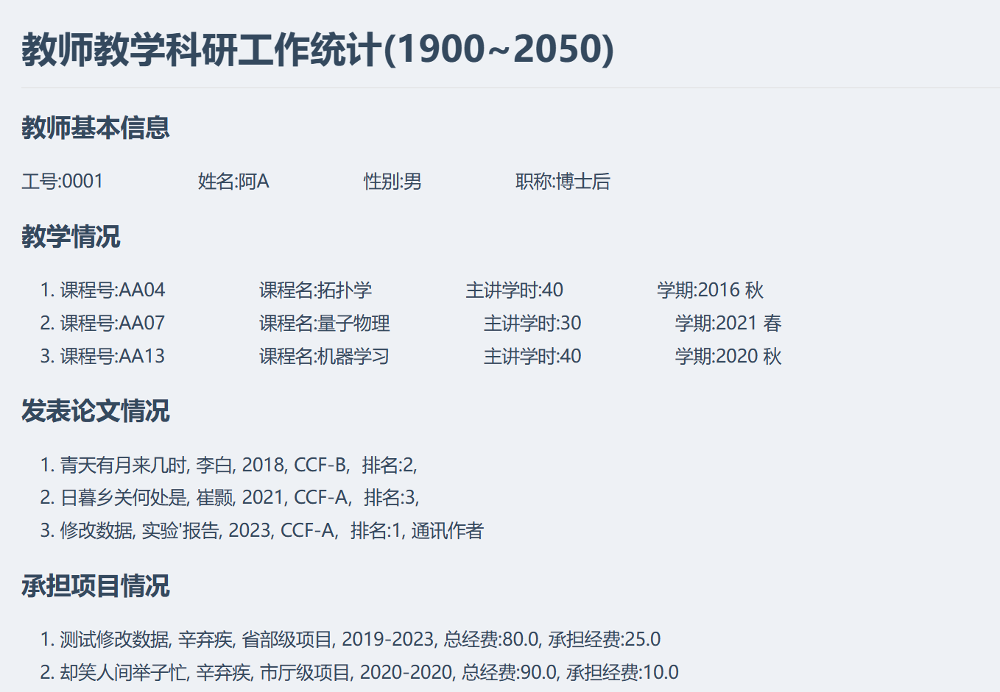 教师教学科研工作统计(1900~2050)
教师基本信息
工号:0001 姓名:阿A 性别:男 职称:博士后
教学情况
1. 课程号:AA04 课程名:拓扑学 主讲学时:40 学期:2016 秋
2. 课程号:AA07 课程名:量子物理 主讲学时:30 学期:2021 春
3. 课程号:AA13 课程名:机器学习 主讲学时:40 学期:2020 秋
发表论文情况
1. 青天有月来几时, 李白, 2018, CCF-B, 排名:2,
2. 日暮乡关何处是, 崔颢, 2021, CCF-A, 排名:3,
3. 修改数据, 实验'报告, 2023, CCF-A, 排名:1, 通讯作者
承担项目情况
1. 测试修改数据, 辛弃疾, 省部级项目, 2019-2023, 总经费:80.0, 承担经费:25.0
2. 却笑人间举子忙, 辛弃疾, 市厅级项目, 2020-2020, 总经费:90.0, 承担经费:10.0